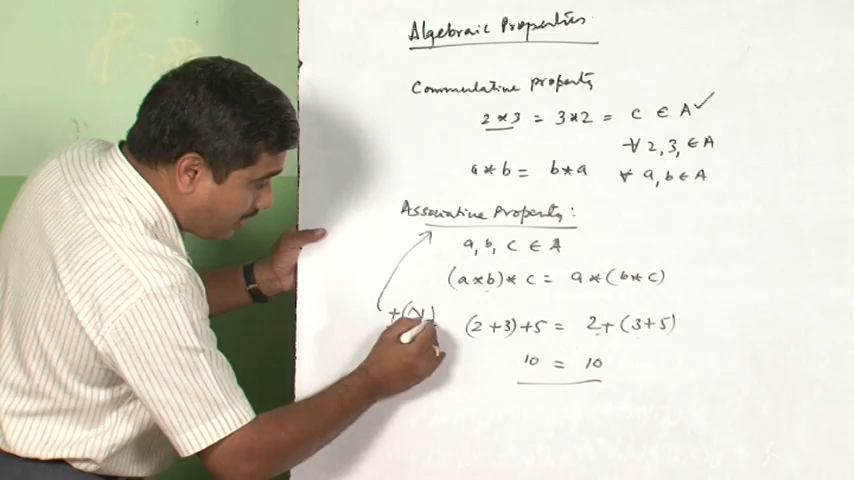 Algebraic Properties
Commutative property
2 * 3 = 3 * 2 = c ∈ A ✓
∀ 2, 3, ∈ A
a * b = b * a ∀ a, b ∈ A
Associative Property:
a, b, c ∈ A
(a * b) * c = a * (b * c)
(2 + 3) + 5 = 2 + (3 + 5)
10 = 10